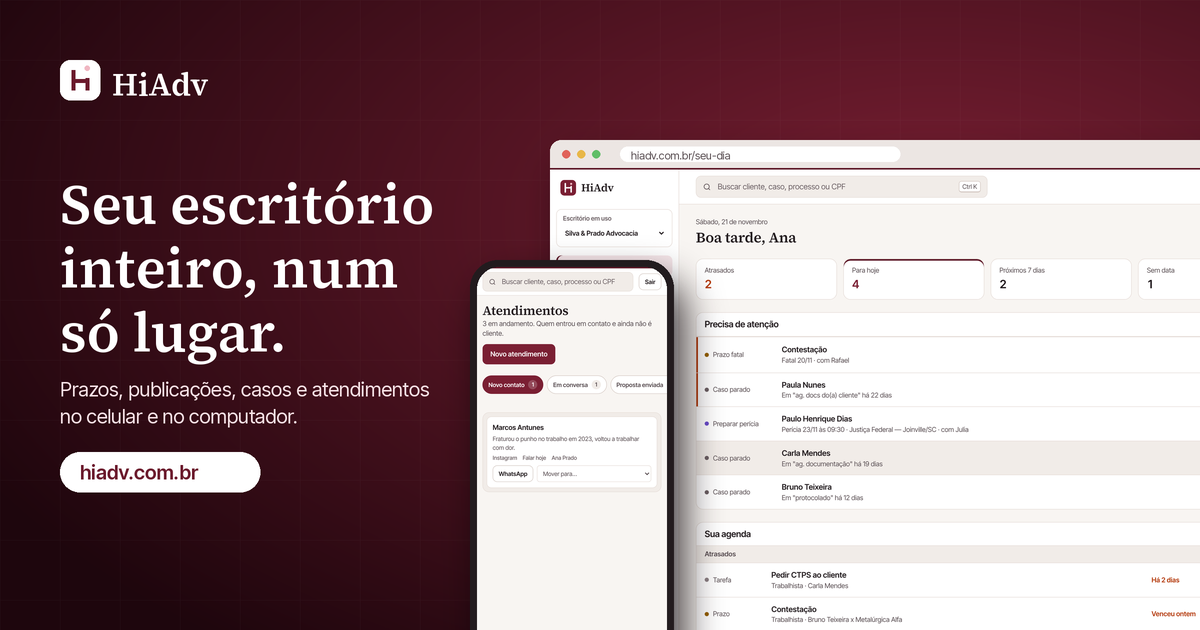 HiAdv
Seu escritório
inteiro, num
só lugar.
Prazos, publicações, casos e atendimentos
no celular e no computador.
hiadv.com.br
hiadv.com.br/seu-dia
HiAdv
Escritório em uso
Silva & Prado Advocacia
Buscar cliente, caso, processo ou CPF
Ctrl K
Sábado, 21 de novembro
Boa tarde, Ana
Atrasados
2
Para hoje
4
Próximos 7 dias
2
Sem data
1
Precisa de atenção
Prazo fatal
Contestação
Fatal 20/11 · com Rafael
Caso parado
Paula Nunes
Em "ag. docs do(a) cliente" há 22 dias
Preparar perícia
Paulo Henrique Dias
Perícia 23/11 às 09:30 · Justiça Federal — Joinville/SC · com Julia
Caso parado
Carla Mendes
Em "ag. documentação" há 19 dias
Caso parado
Bruno Teixeira
Em "protocolado" há 12 dias
Sua agenda
Atrasados
Tarefa
Pedir CTPS ao cliente
Trabalhista · Carla Mendes
Há 2 dias
Prazo
Contestação
Trabalhista · Bruno Teixeira x Metalúrgica Alfa
Venceu ontem
Buscar cliente, caso, processo ou CPF
Sair
Atendimentos
3 em andamento. Quem entrou em contato e ainda não é
cliente.
Novo atendimento
Novo contato 1
Em conversa 1
Proposta enviada
Marcos Antunes
Fraturou o punho no trabalho em 2023, voltou a trabalhar
com dor.
Instagram Falar hoje Ana Prado
WhatsApp
Mover para...